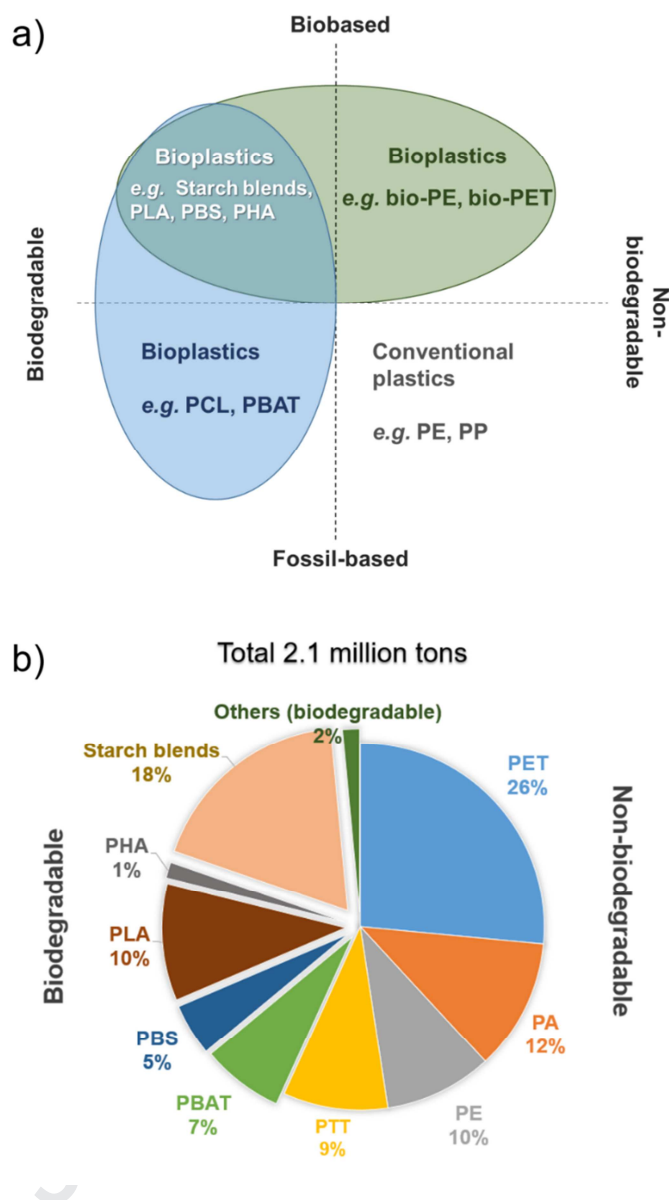 a)
Biobased
Bioplastics
e.g. Starch blends,
PLA, PBS, PHA
Bioplastics
e.g. bio-PE, bio-PET
Biodegradable
Non-
biodegradable
Bioplastics
e.g. PCL, PBAT
Conventional
plastics
e.g. PE, PP
Fossil-based
b)
Total 2.1 million tons
Others (biodegradable)
2%
Starch blends
18%
PET
26%
PHA
1%
Biodegradable
Non-biodegradable
PLA
10%
PA
12%
PBS
5%
PBAT
7%
PTT
9%
PE
10%